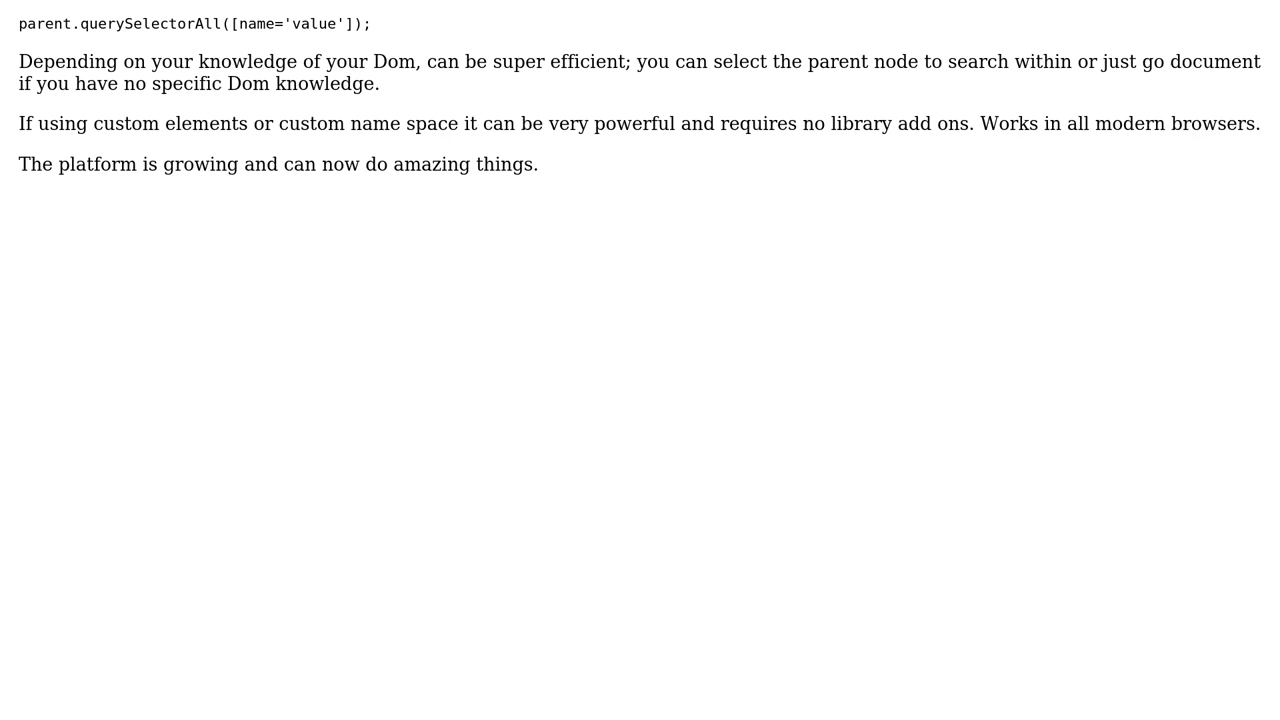 parent.querySelectorAll([name='value']);
Depending on your knowledge of your Dom, can be super efficient; you can select the parent node to search within or just go document
if you have no specific Dom knowledge.
If using custom elements or custom name space it can be very powerful and requires no library add ons. Works in all modern browsers.
The platform is growing and can now do amazing things.